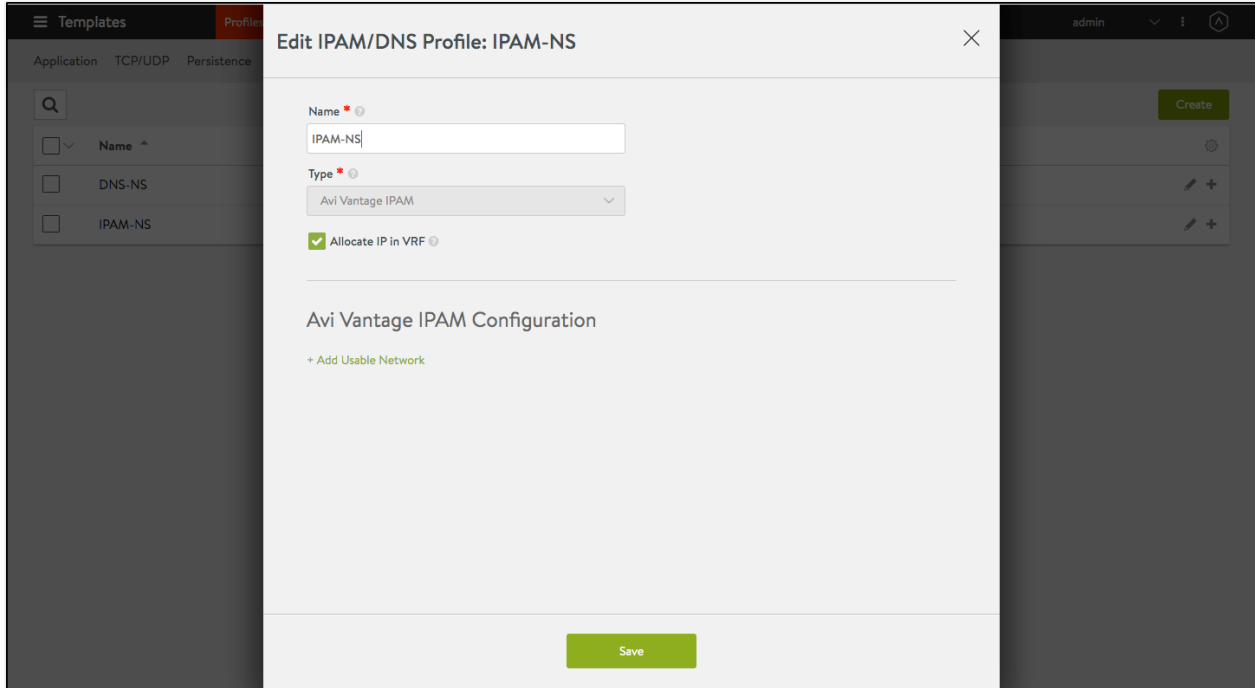 Templates
Profiles
admin
Edit IPAM/DNS Profile: IPAM-NS
Application TCP/UDP Persistence
Name *
IPAM-NS
Create
Type *
Name
Avi Vantage IPAM
DNS-NS
IPAM-NS
Allocate IP in VRF
Avi Vantage IPAM Configuration
+ Add Usable Network
Save